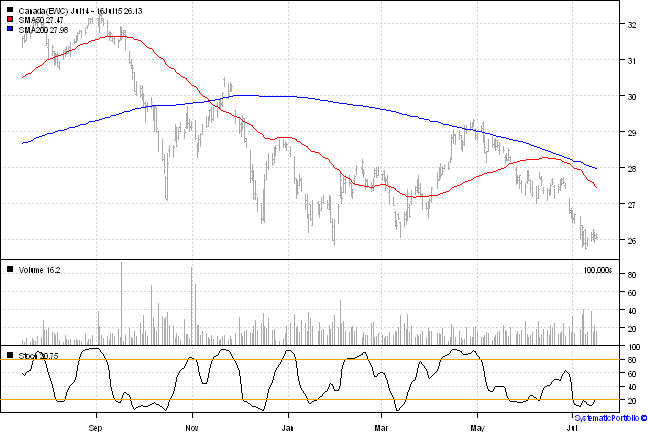 Canada(EWC) Jul14 - 16Jul15 26.13
SMA50 27.47
SMA200 27.98
32
31
30
29
28
27
26
Volume 16.2
100,000s
80
60
40
20
Stoch 20.75
100
80
60
40
20
Sep Nov Jan Mar May Jul
SystematicPortfolio ©